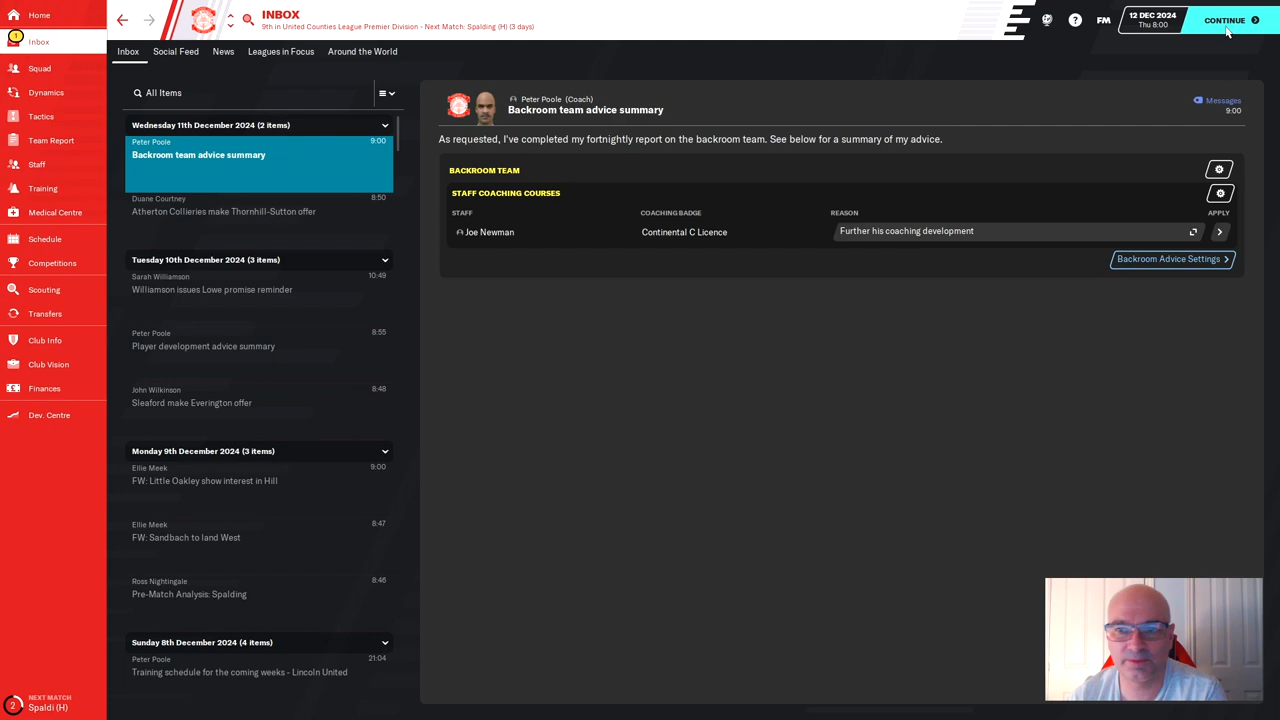 Home
1
Inbox
Squad
Dynamics
Tactics
Team Report
Staff
Training
Medical Centre
Schedule
Competitions
Scouting
Transfers
Club Info
Club Vision
Finances
Dev. Centre
2
NEXT MATCH
Spaldi (H)
INBOX
9th in United Counties League Premier Division - Next Match: Spalding (H) (3 days)
?
FM
12 DEC 2024
Thu 8:00
CONTINUE
Inbox
Social Feed
News
Leagues in Focus
Around the World
All Items
Wednesday 11th December 2024 (2 items)
Peter Poole 9:00
Backroom team advice summary
Duane Courtney 8:50
Atherton Collieries make Thornhill-Sutton offer
Tuesday 10th December 2024 (3 items)
Sarah Williamson 10:49
Williamson issues Lowe promise reminder
Peter Poole 8:55
Player development advice summary
John Wilkinson 8:48
Sleaford make Everington offer
Monday 9th December 2024 (3 items)
Ellie Meek 9:00
FW: Little Oakley show interest in Hill
Ellie Meek 8:47
FW: Sandbach to land West
Ross Nightingale 8:46
Pre-Match Analysis: Spalding
Sunday 8th December 2024 (4 items)
Peter Poole 21:04
Training schedule for the coming weeks - Lincoln United
Peter Poole (Coach)
Backroom team advice summary
Messages
9:00
As requested, I've completed my fortnightly report on the backroom team. See below for a summary of my advice.
BACKROOM TEAM
STAFF COACHING COURSES
STAFF COACHING BADGE REASON APPLY
Joe Newman Continental C Licence Further his coaching development
Backroom Advice Settings